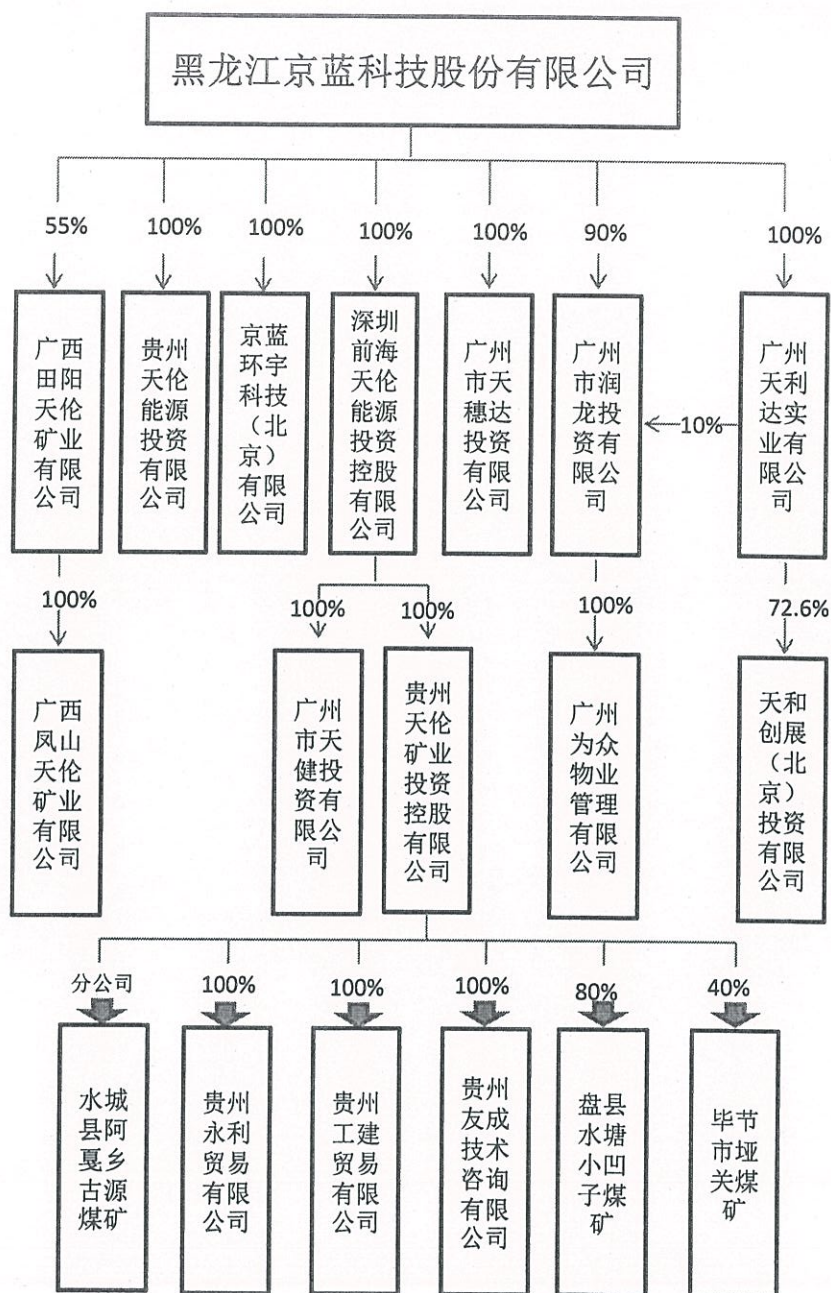 黑龙江京蓝科技股份有限公司
55%
100%
100%
100%
100%
90%
100%
广西
田阳
天伦
矿业
有限
公司
贵州
天伦
能源
投资
有限
公司
京蓝
环宇
科技
（北
京）
有限
公司
深圳
前海
天伦
能源
投资
控股
有限
公司
广州
市天
穗达
投资
有限
公司
广州
市润
龙投
资有
限公
司
10%
广州
天利
达实
业有
限公
司
100%
100%
100%
100%
72.6%
广西
凤山
天伦
矿业
有限
公司
广州
市天
健投
资有
限公
司
贵州
天伦
矿业
投资
控股
有限
公司
广州
为众
物业
管理
有限
公司
天和
创展
（北
京）
投资
有限
公司
分公司
100%
100%
100%
80%
40%
水城
县阿
戛乡
古源
煤矿
贵州
永利
贸易
有限
公司
贵州
工建
贸易
有限
公司
贵州
友成
技术
咨询
有限
公司
盘县
水塘
小凹
子煤
矿
毕节
市垭
关煤
矿